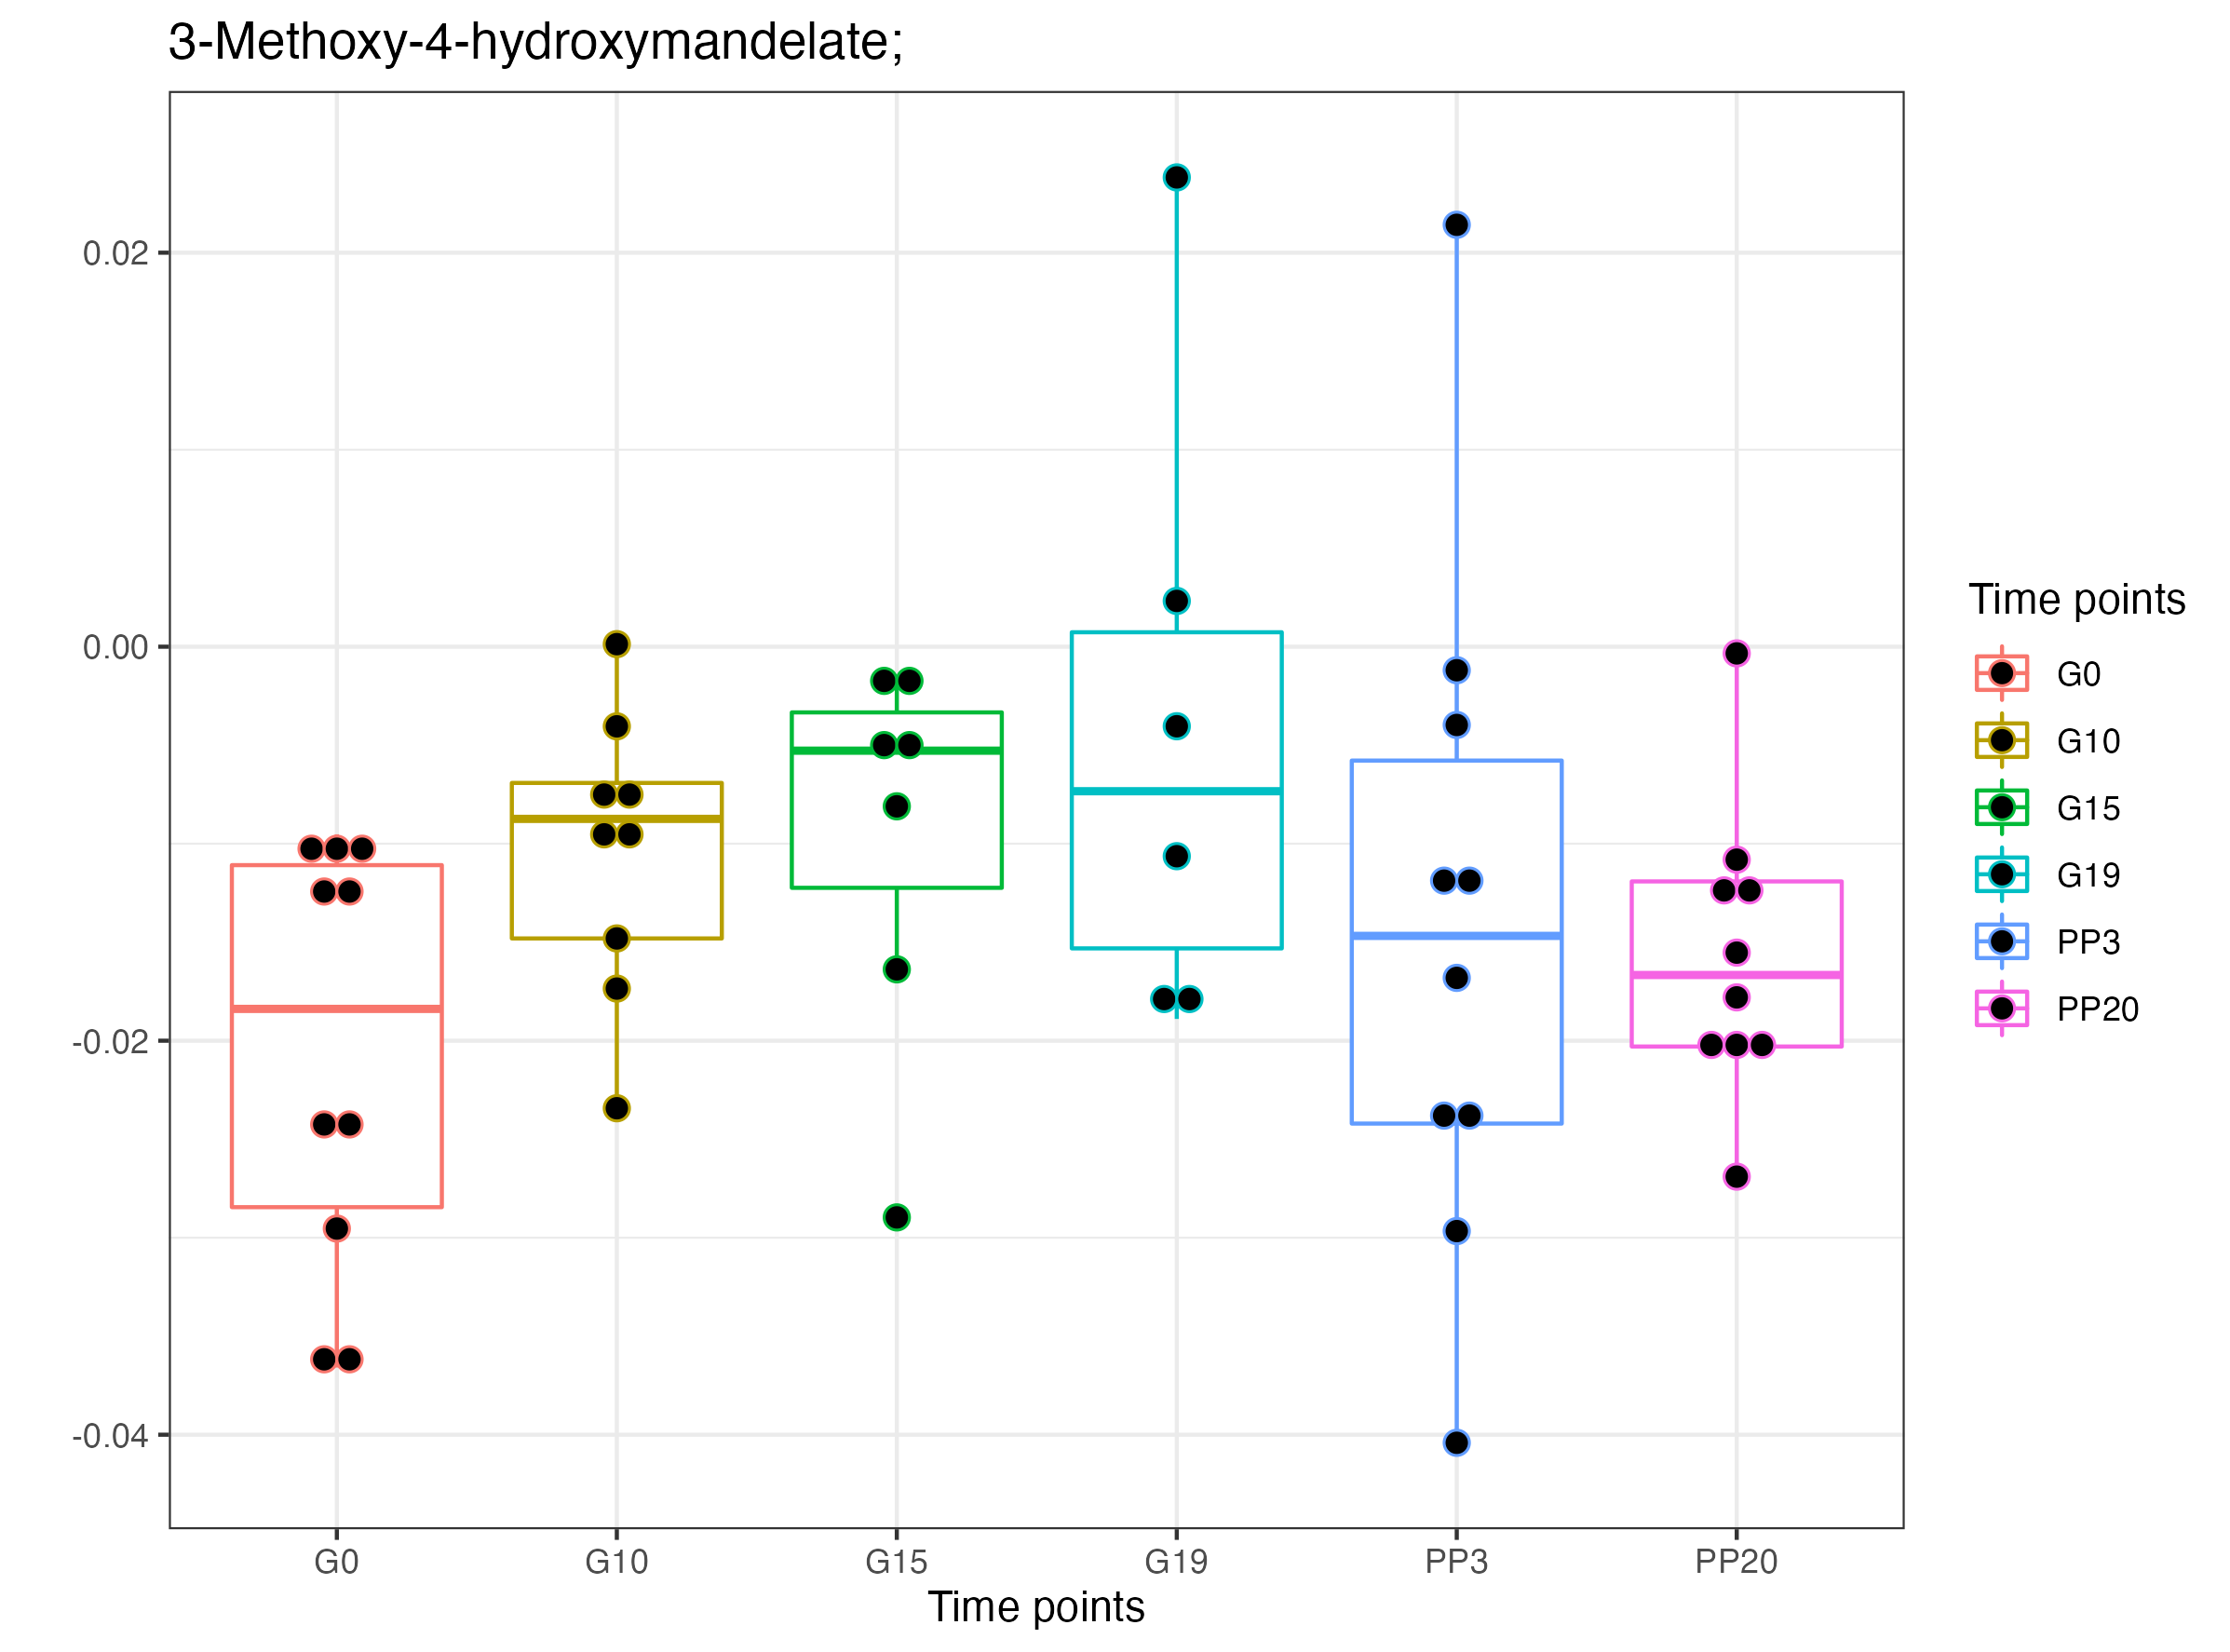 3-Methoxy-4-hydroxymandelate;
0.02
0.00
-0.02
-0.04
G0 G10 G15 G19 PP3 PP20
Time points
Time points
G0
G10
G15
G19
PP3
PP20